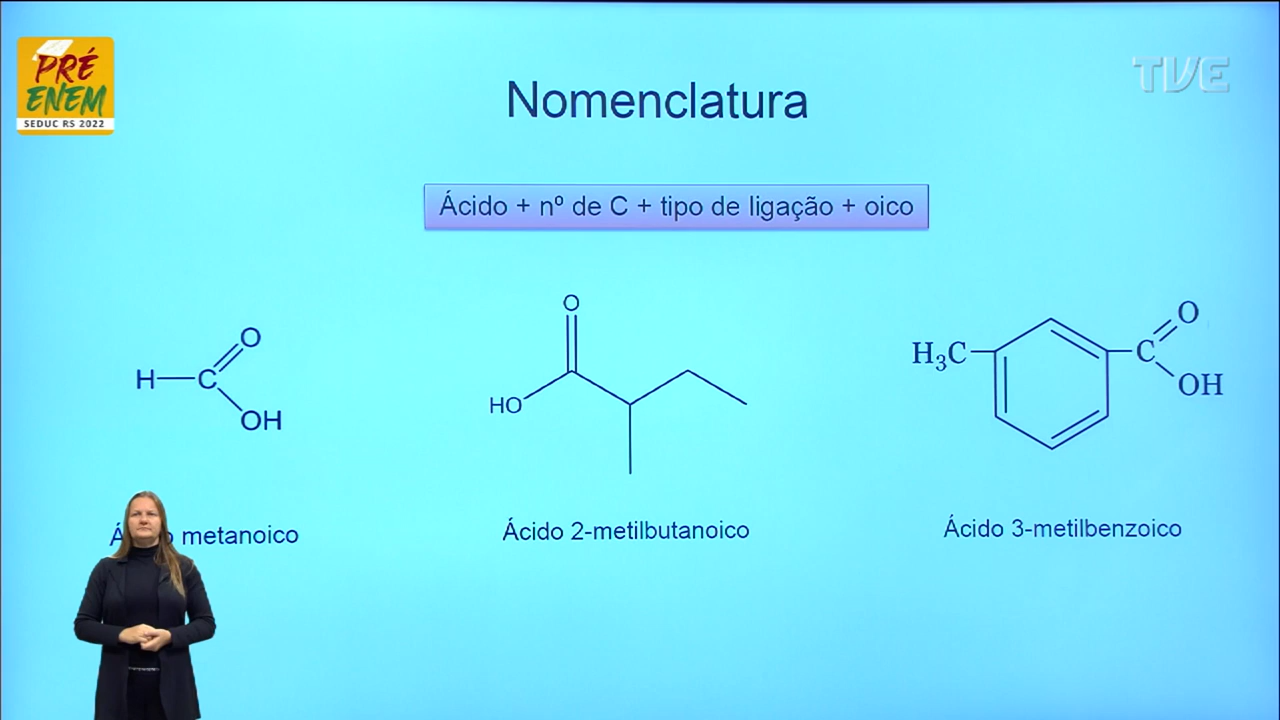 PRÉ
ENEM
SEDUC RS 2022
TVE
Nomenclatura
Ácido + nº de C + tipo de ligação + oico
O
H C
OH
O
HO
O
H₃C C
OH
metanoico
Ácido 2-metilbutanoico
Ácido 3-metilbenzoico